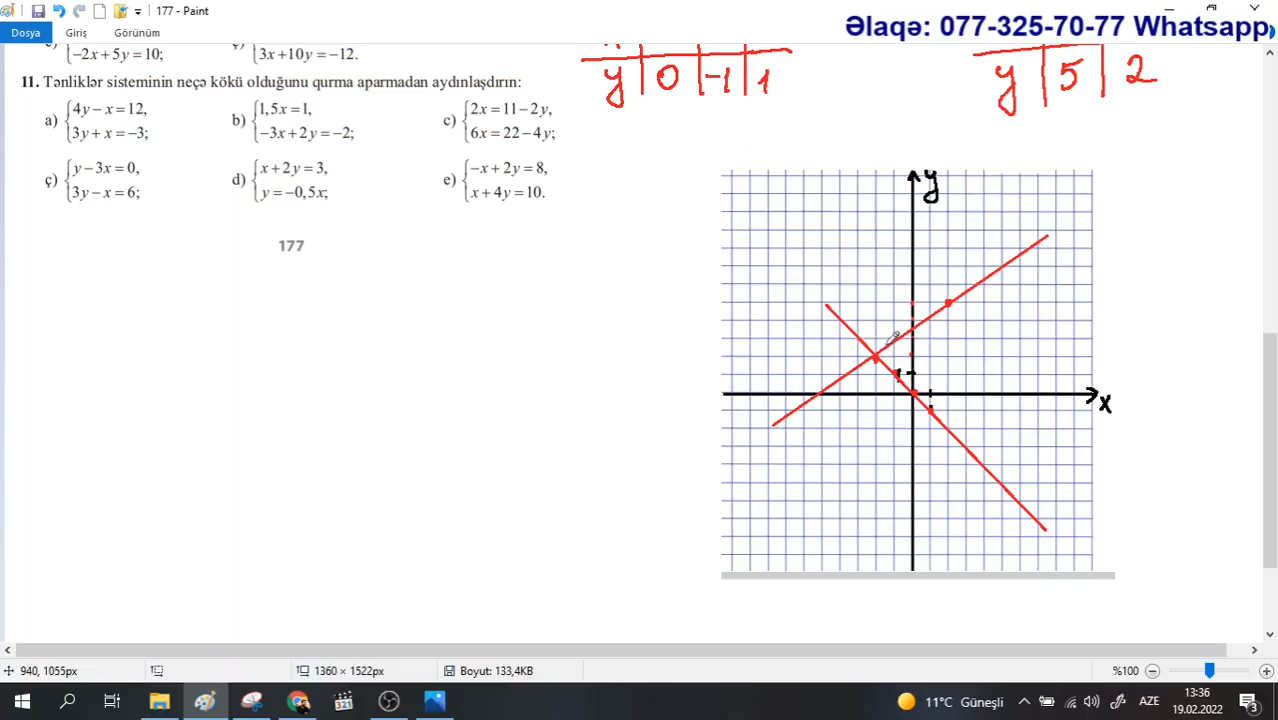 177 - Paint
Əlaqə: 077-325-70-77 Whatsapp
Dosya Giriş Görünüm
−2x + 5y = 10; 3x + 10y = −12.
y 0 -1 1
y 5 2
11. Tənliklər sisteminin neçə kökü olduğunu qurma aparmadan aydınlaşdırın:
a) {4y − x = 12, b) {1,5x = 1, c) {2x = 11 − 2y,
3y + x = −3; −3x + 2y = −2; 6x = 22 − 4y;
ç) {y − 3x = 0, d) {x + 2y = 3, e) {−x + 2y = 8,
3y − x = 6; y = −0,5x; x + 4y = 10.
177
y
1
x
940, 1055px 1360 × 1522px Boyut: 133,4KB %100
11°C Güneşli AZE 13:36
19.02.2022
3